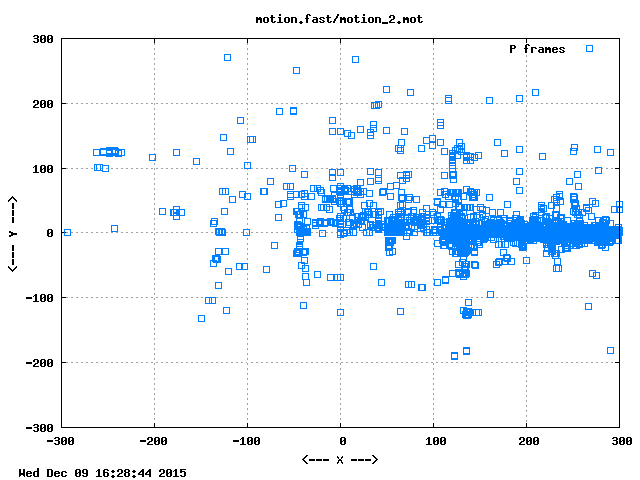 motion.fast/motion_2.mot
P frames
300
200
100
0
-100
-200
-300
<--- Y --->
-300 -200 -100 0 100 200 300
<--- X --->
Wed Dec 09 16:28:44 2015